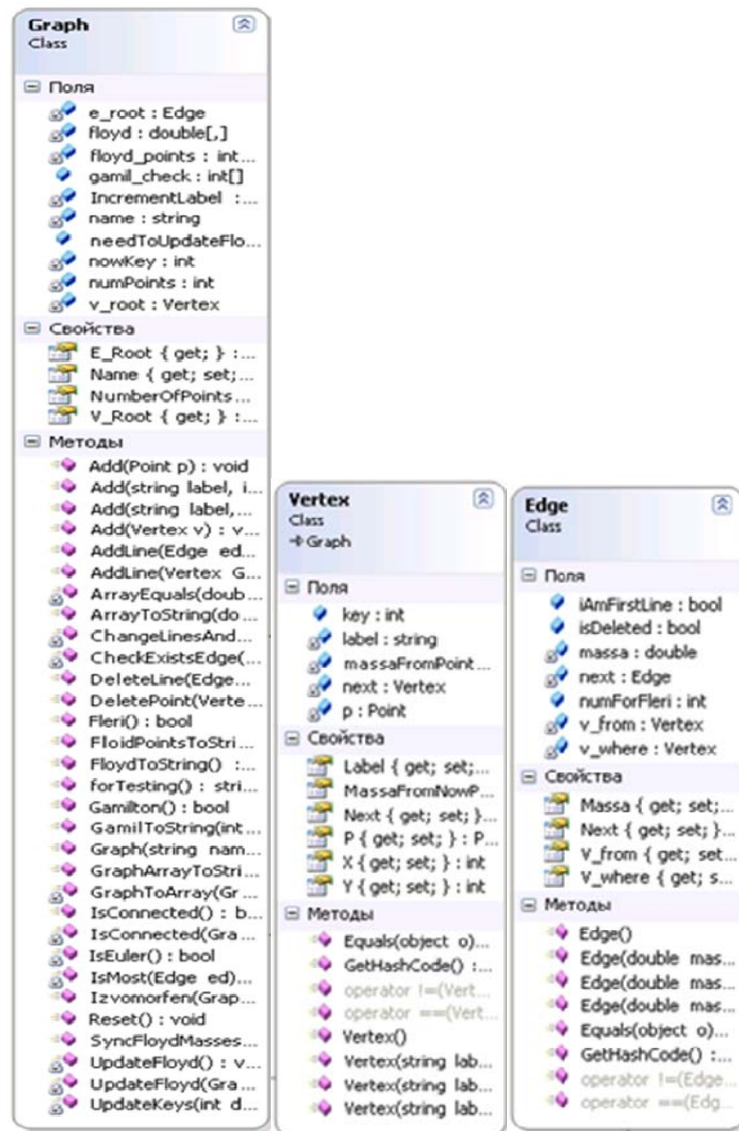 Graph
Class
Поля
e_root : Edge
floyd : double[,]
floyd_points : int...
gamil_check : int[]
IncrementLabel :...
name : string
needToUpdateFlo...
nowKey : int
numPoints : int
v_root : Vertex
Свойства
E_Root { get; } :...
Name { get; set;...
NumberOfPoints...
V_Root { get; } :...
Методы
Add(Point p) : void
Add(string label, i...
Add(string label,...
Add(Vertex v) : v...
AddLine(Edge ed...
AddLine(Vertex G...
ArrayEquals(doub...
ArrayToString(do...
ChangeLinesAnd...
CheckExistsEdge(...
DeleteLine(Edge...
DeletePoint(Verte...
Fleri() : bool
FloidPointsToStri...
FloydToString() :...
forTesting() : stri...
Gamilton() : bool
GamilToString(int...
Graph(string nam...
GraphArrayToStri...
GraphToArray(Gr...
IsConnected() : b...
IsConnected(Gra...
IsEuler() : bool
IsMost(Edge ed)...
Izvomorfen(Grap...
Reset() : void
SyncFloydMasses...
UpdateFloyd() : v...
UpdateFloyd(Gra...
UpdateKeys(int d...
Vertex
Class
Graph
Поля
key : int
label : string
massaFromPoint...
next : Vertex
p : Point
Свойства
Label { get; set;...
MassaFromNowP...
Next { get; set; }...
P { get; set; } : P...
X { get; set; } : int
Y { get; set; } : int
Методы
Equals(object o)...
GetHashCode() :...
operator !=(Vert...
operator ==(Vert...
Vertex()
Vertex(string lab...
Vertex(string lab...
Vertex(string lab...
Edge
Class
Поля
iAmFirstLine : bool
isDeleted : bool
massa : double
next : Edge
numForFleri : int
v_from : Vertex
v_where : Vertex
Свойства
Massa { get; set;...
Next { get; set; }...
V_from { get; set...
V_where { get; s...
Методы
Edge()
Edge(double mas...
Edge(double mas...
Edge(double mas...
Equals(object o)...
GetHashCode() :...
operator !=(Edge...
operator ==(Edg...